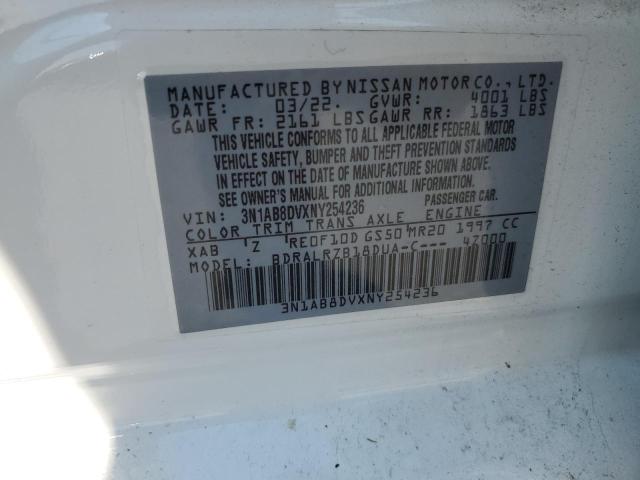 MANUFACTURED BY NISSAN MOTOR CO., LTD.
DATE: 03/22. GVWR: 4001 LBS
GAWR FR: 2161 LBS GAWR RR: 1863 LBS
THIS VEHICLE CONFORMS TO ALL APPLICABLE FEDERAL MOTOR
VEHICLE SAFETY, BUMPER AND THEFT PREVENTION STANDARDS
IN EFFECT ON THE DATE OF MANUFACTURE SHOWN ABOVE.
SEE OWNER'S MANUAL FOR ADDITIONAL INFORMATION.
VIN: 3N1AB8DVXNY254236 PASSENGER CAR.
COLOR TRIM TRANS AXLE ENGINE
XAB 'Z RE0F10D GS50 MR20 1997 CC
MODEL: BDRALRZB18DUA-C--- 47000
3N1AB8DVXNY254236